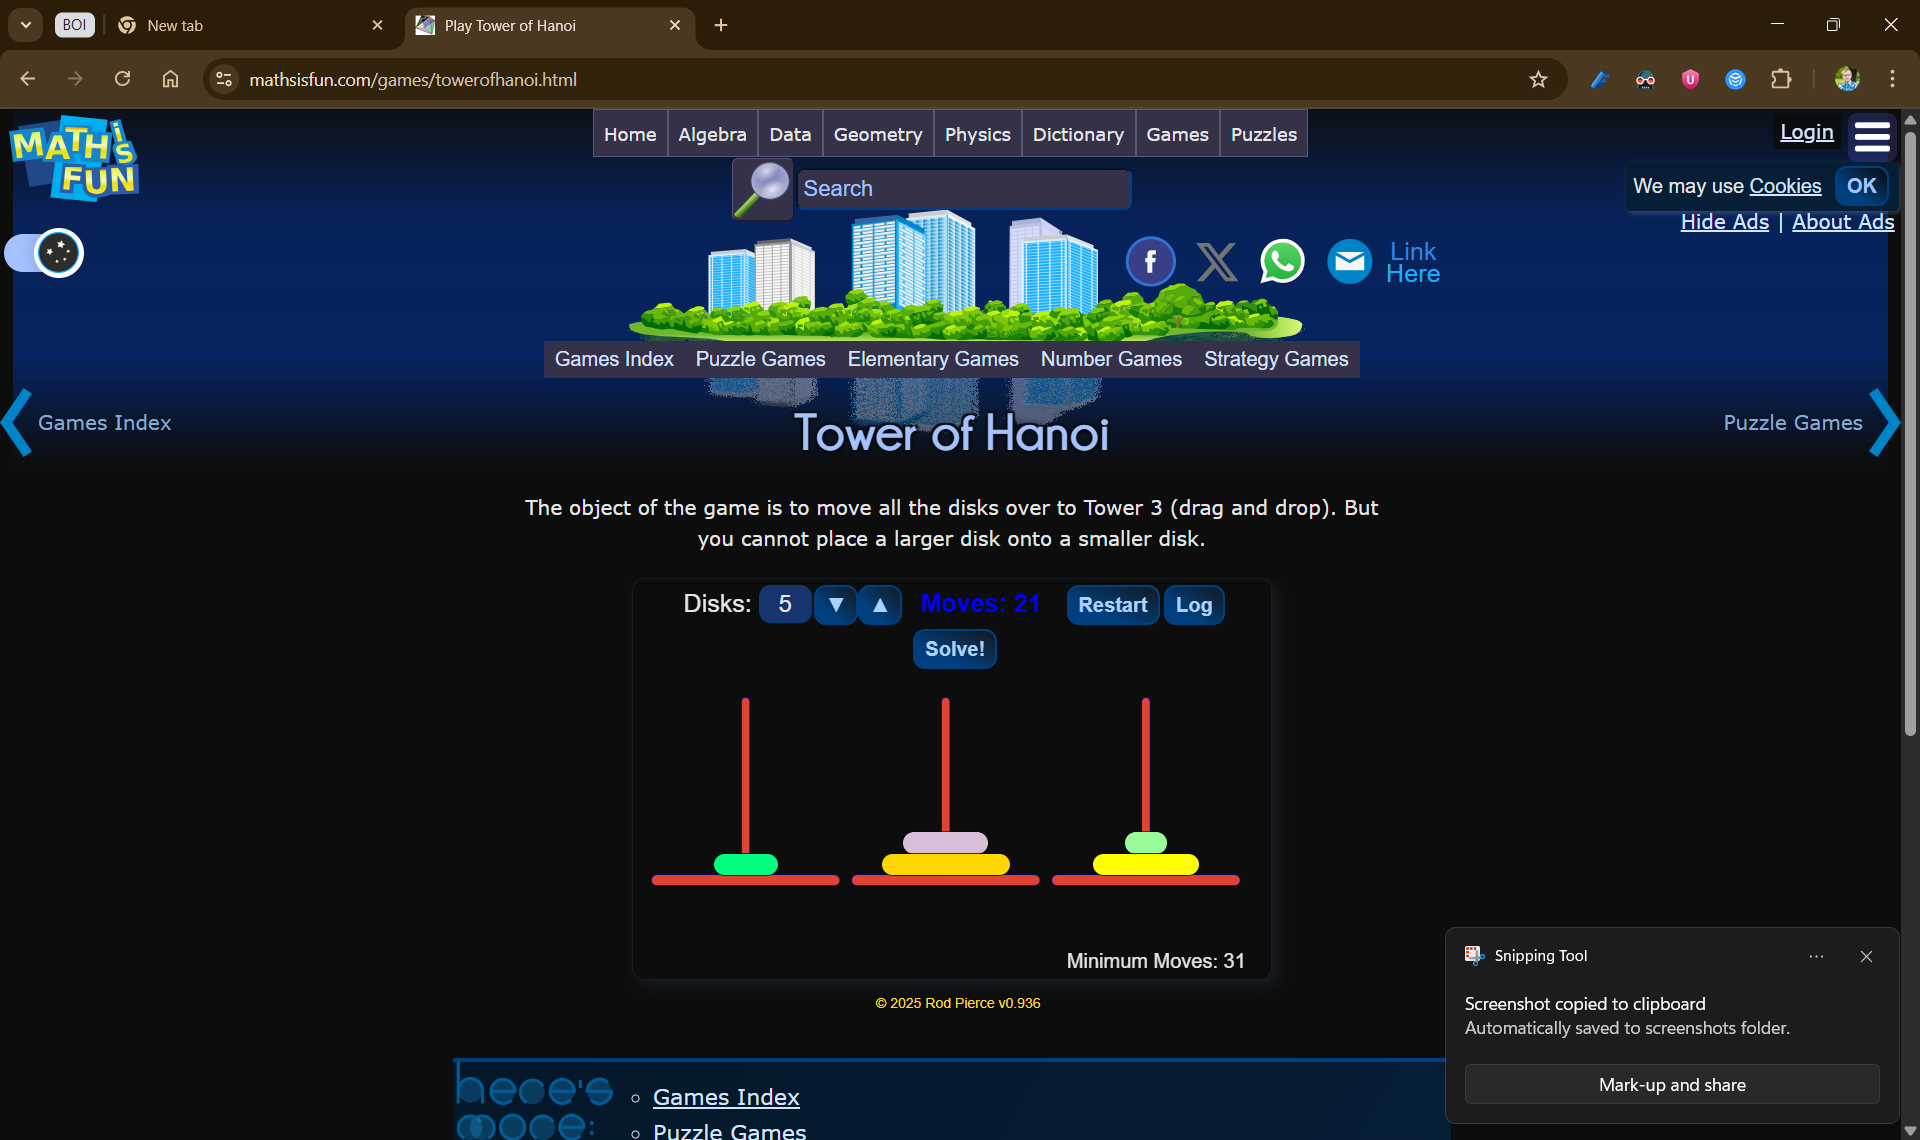 BOI
New tab
Play Tower of Hanoi
mathsisfun.com/games/towerofhanoi.html
MATH iS FUN
Home Algebra Data Geometry Physics Dictionary Games Puzzles
Login
Search
We may use Cookies OK
Hide Ads | About Ads
Link
Here
Games Index Puzzle Games Elementary Games Number Games Strategy Games
Games Index
Puzzle Games
Tower of Hanoi
The object of the game is to move all the disks over to Tower 3 (drag and drop). But
you cannot place a larger disk onto a smaller disk.
Disks: 5 ▼ ▲ Moves: 21 Restart Log
Solve!
Minimum Moves: 31
© 2025 Rod Pierce v0.936
Snipping Tool
Screenshot copied to clipboard
Automatically saved to screenshots folder.
Mark-up and share
here's
more:
Games Index
Puzzle Games